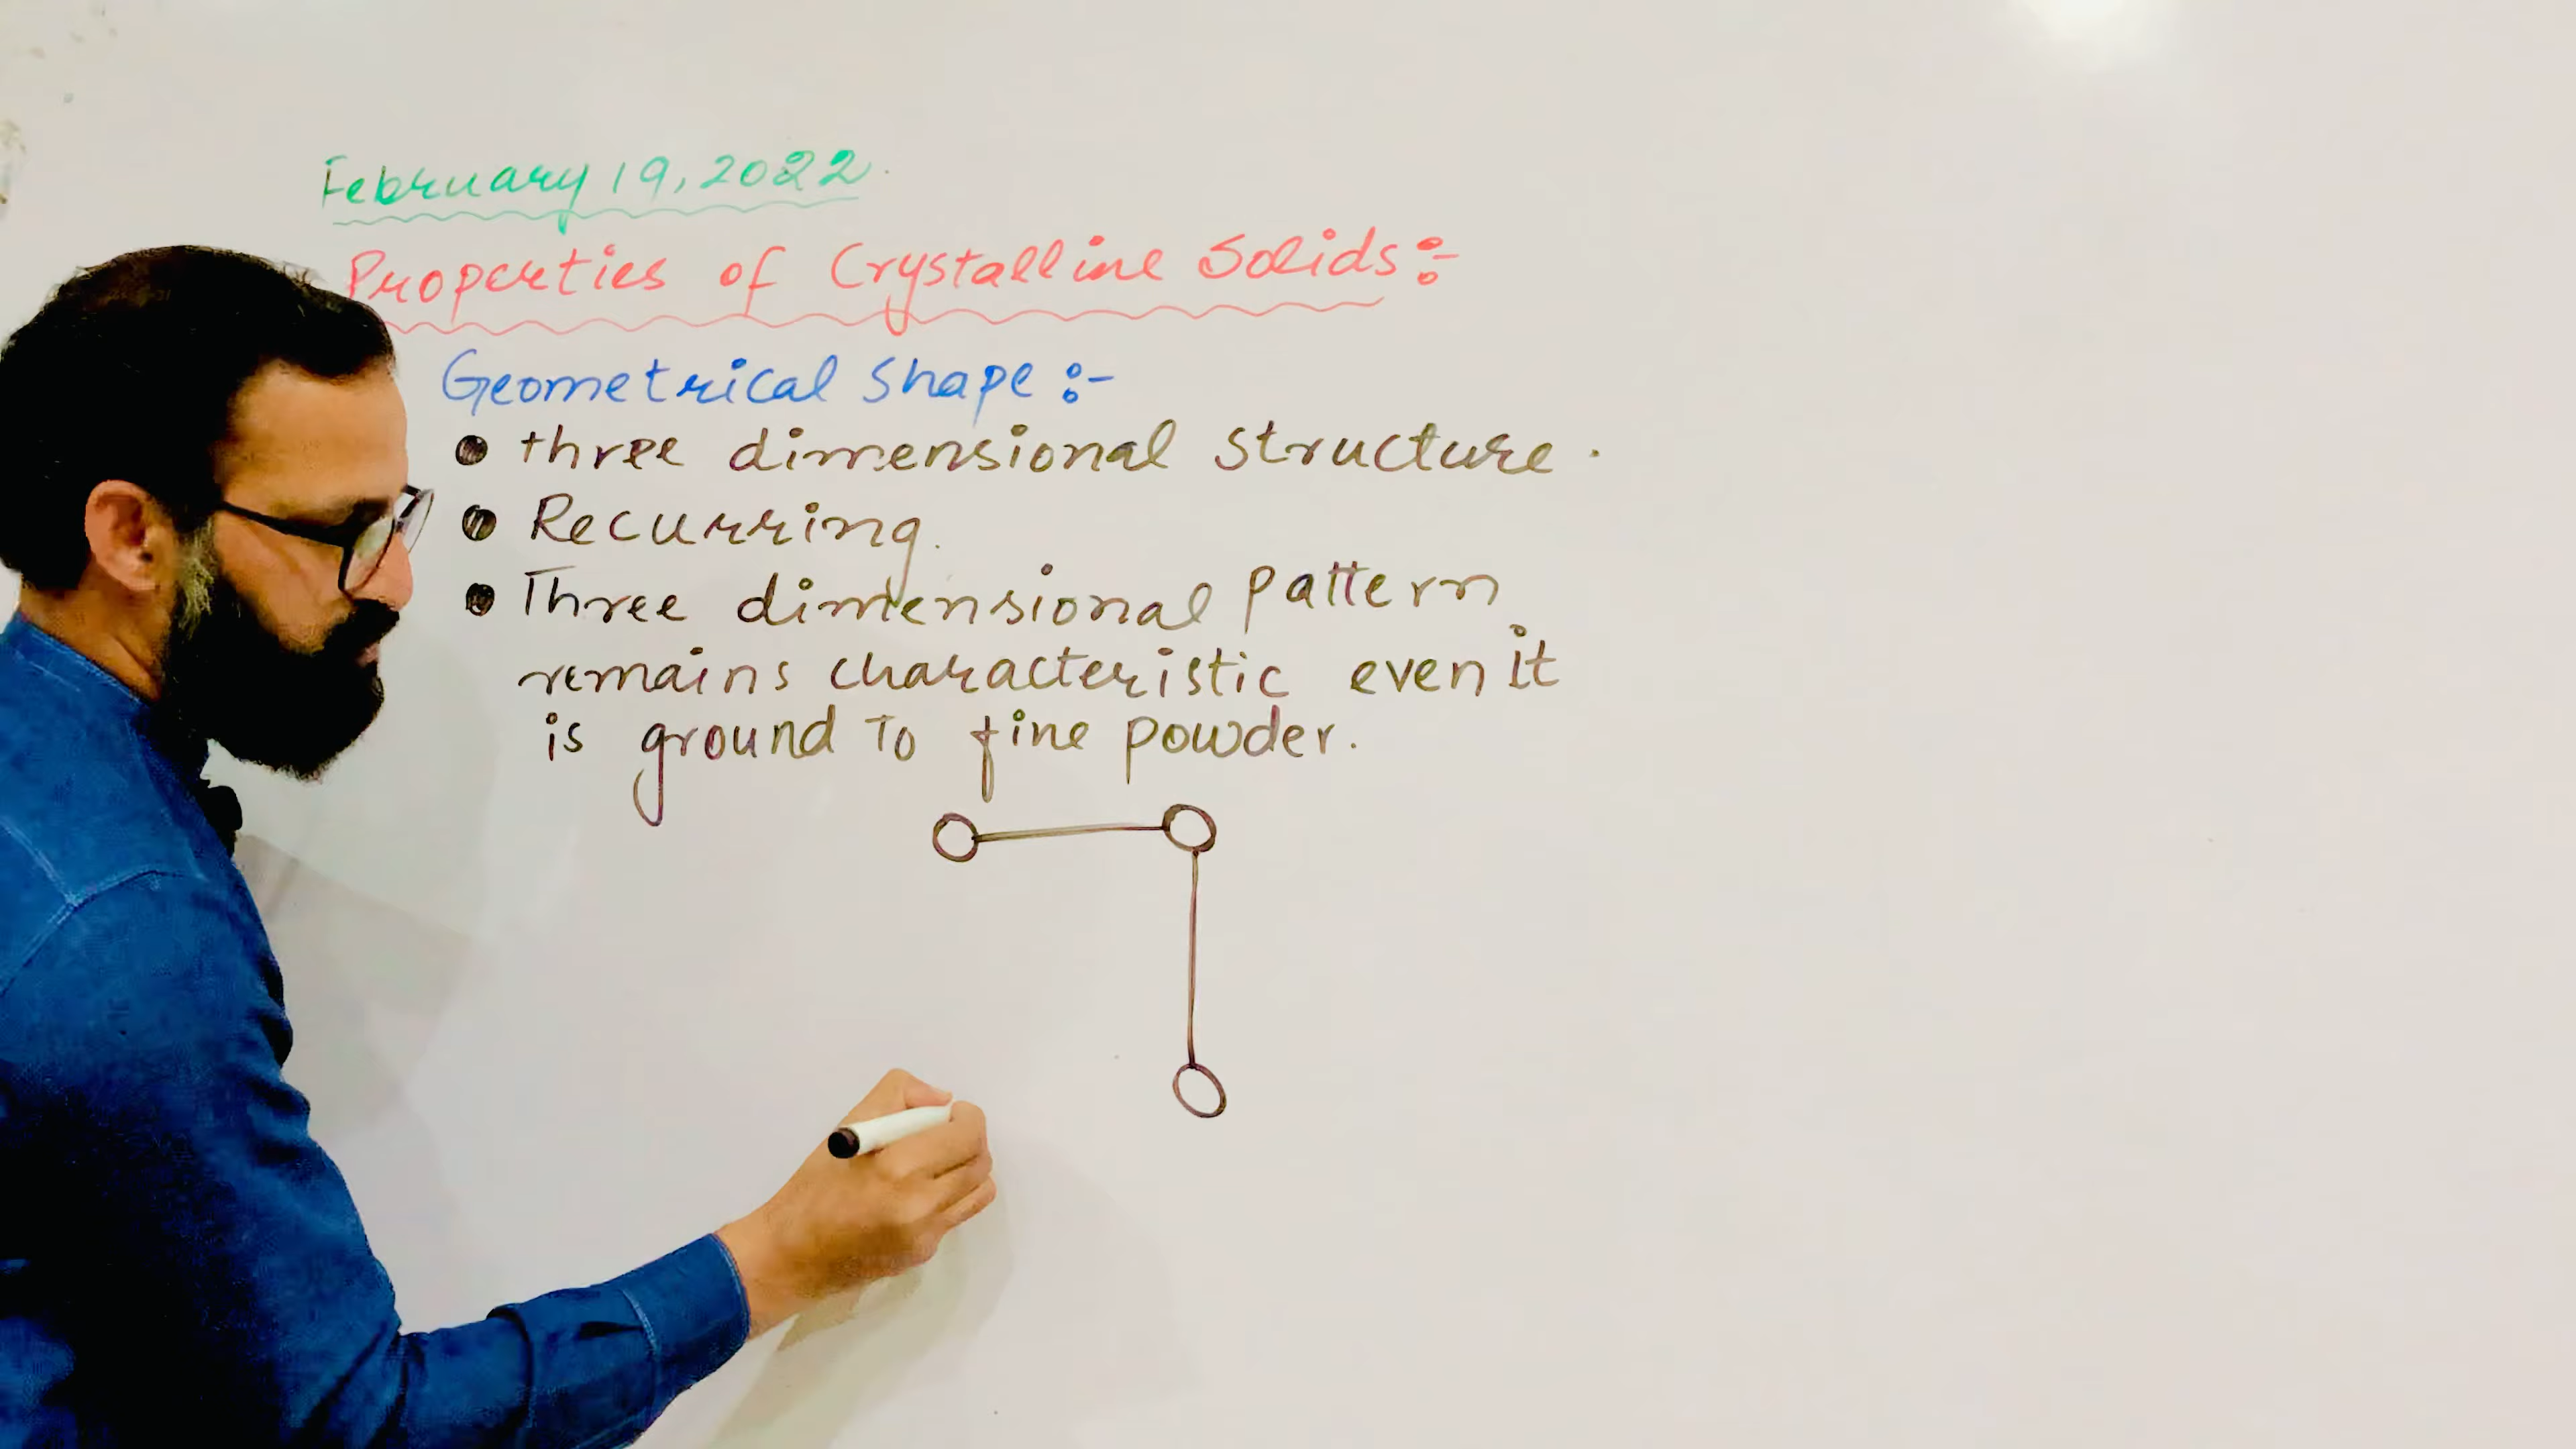 February 19, 2022.
Properties of Crystalline Solids:-
Geometrical Shape :-
• three dimensional structure.
• Recurring.
• Three dimensional pattern
remains characteristic even it
is ground To fine powder.